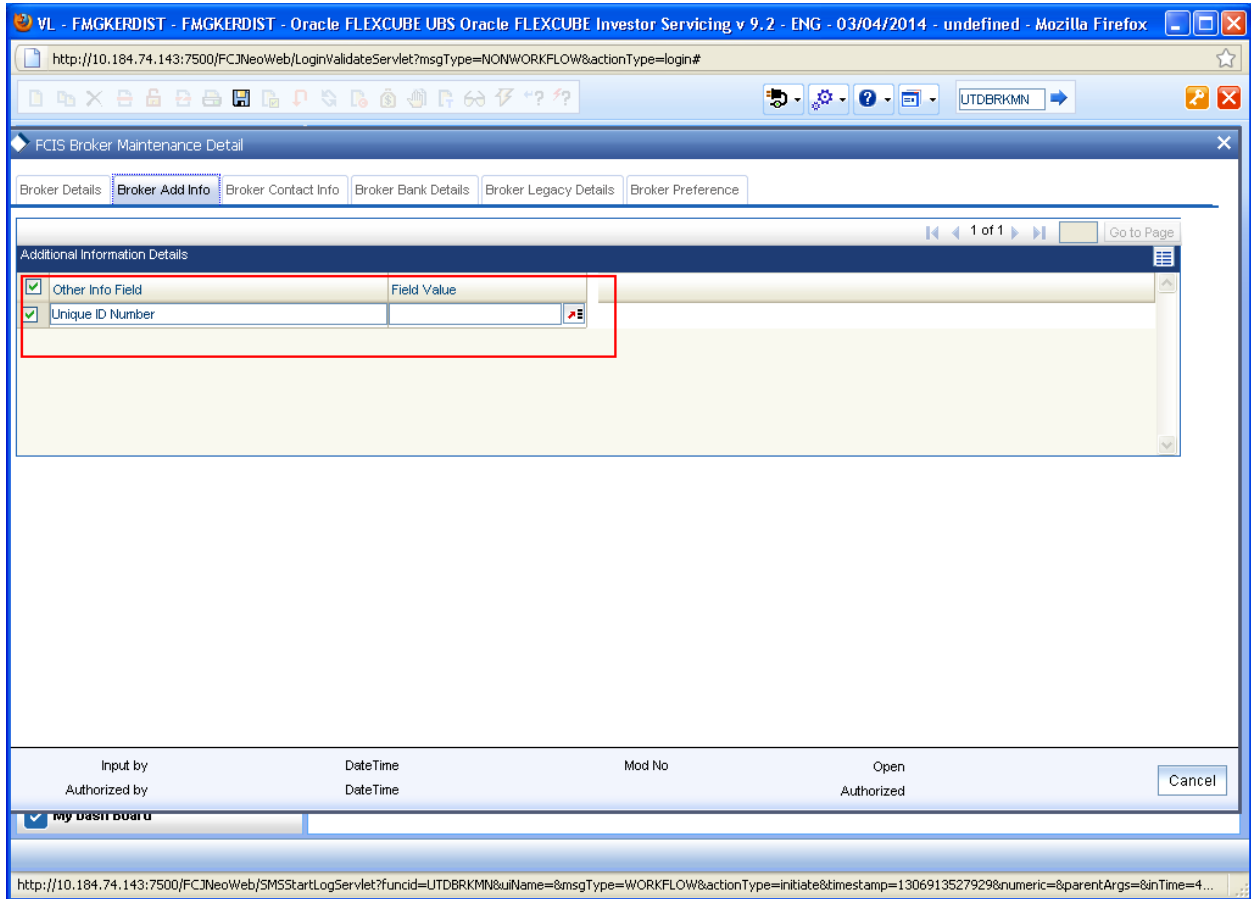 VL - FMGKERDIST - FMGKERDIST - Oracle FLEXCUBE UBS Oracle FLEXCUBE Investor Servicing v 9.2 - ENG - 03/04/2014 - undefined - Mozilla Firefox
http://10.184.74.143:7500/FCJNeoWeb/LoginValidateServlet?msgType=NONWORKFLOW&actionType=login#
UTDBRKMN
FCIS Broker Maintenance Detail
Broker Details Broker Add Info Broker Contact Info Broker Bank Details Broker Legacy Details Broker Preference
1 of 1 Go to Page
Additional Information Details
Other Info Field Field Value
Unique ID Number
Input by DateTime Mod No Open
Cancel
Authorized by DateTime Authorized
My Dash Board
http://10.184.74.143:7500/FCJNeoWeb/SMSStartLogServlet?funcid=UTDBRKMN&uiName=&msgType=WORKFLOW&actionType=initiate&timestamp=1306913527929&numeric=&parentArgs=&inTime=4...